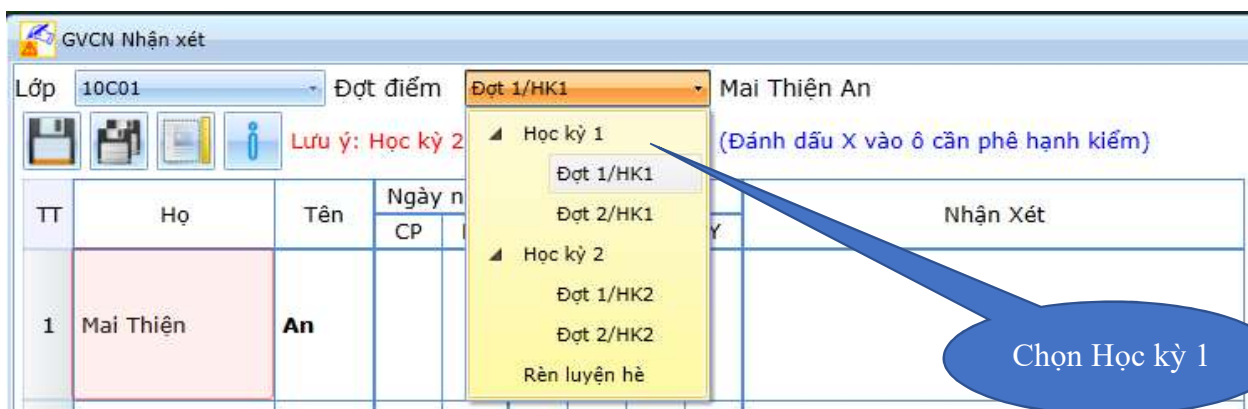 GVCN Nhận xét
Lớp 10C01 Đợt điểm Đợt 1/HK1 Mai Thiện An
Lưu ý: Học kỳ 2 (Đánh dấu X vào ô cần phê hạnh kiểm)
Học kỳ 1
Đợt 1/HK1
Đợt 2/HK1
Học kỳ 2
Đợt 1/HK2
Đợt 2/HK2
Rèn luyện hè
TT Họ Tên Ngày n Nhận Xét
CP Y
1 Mai Thiện An
Chọn Học kỳ 1